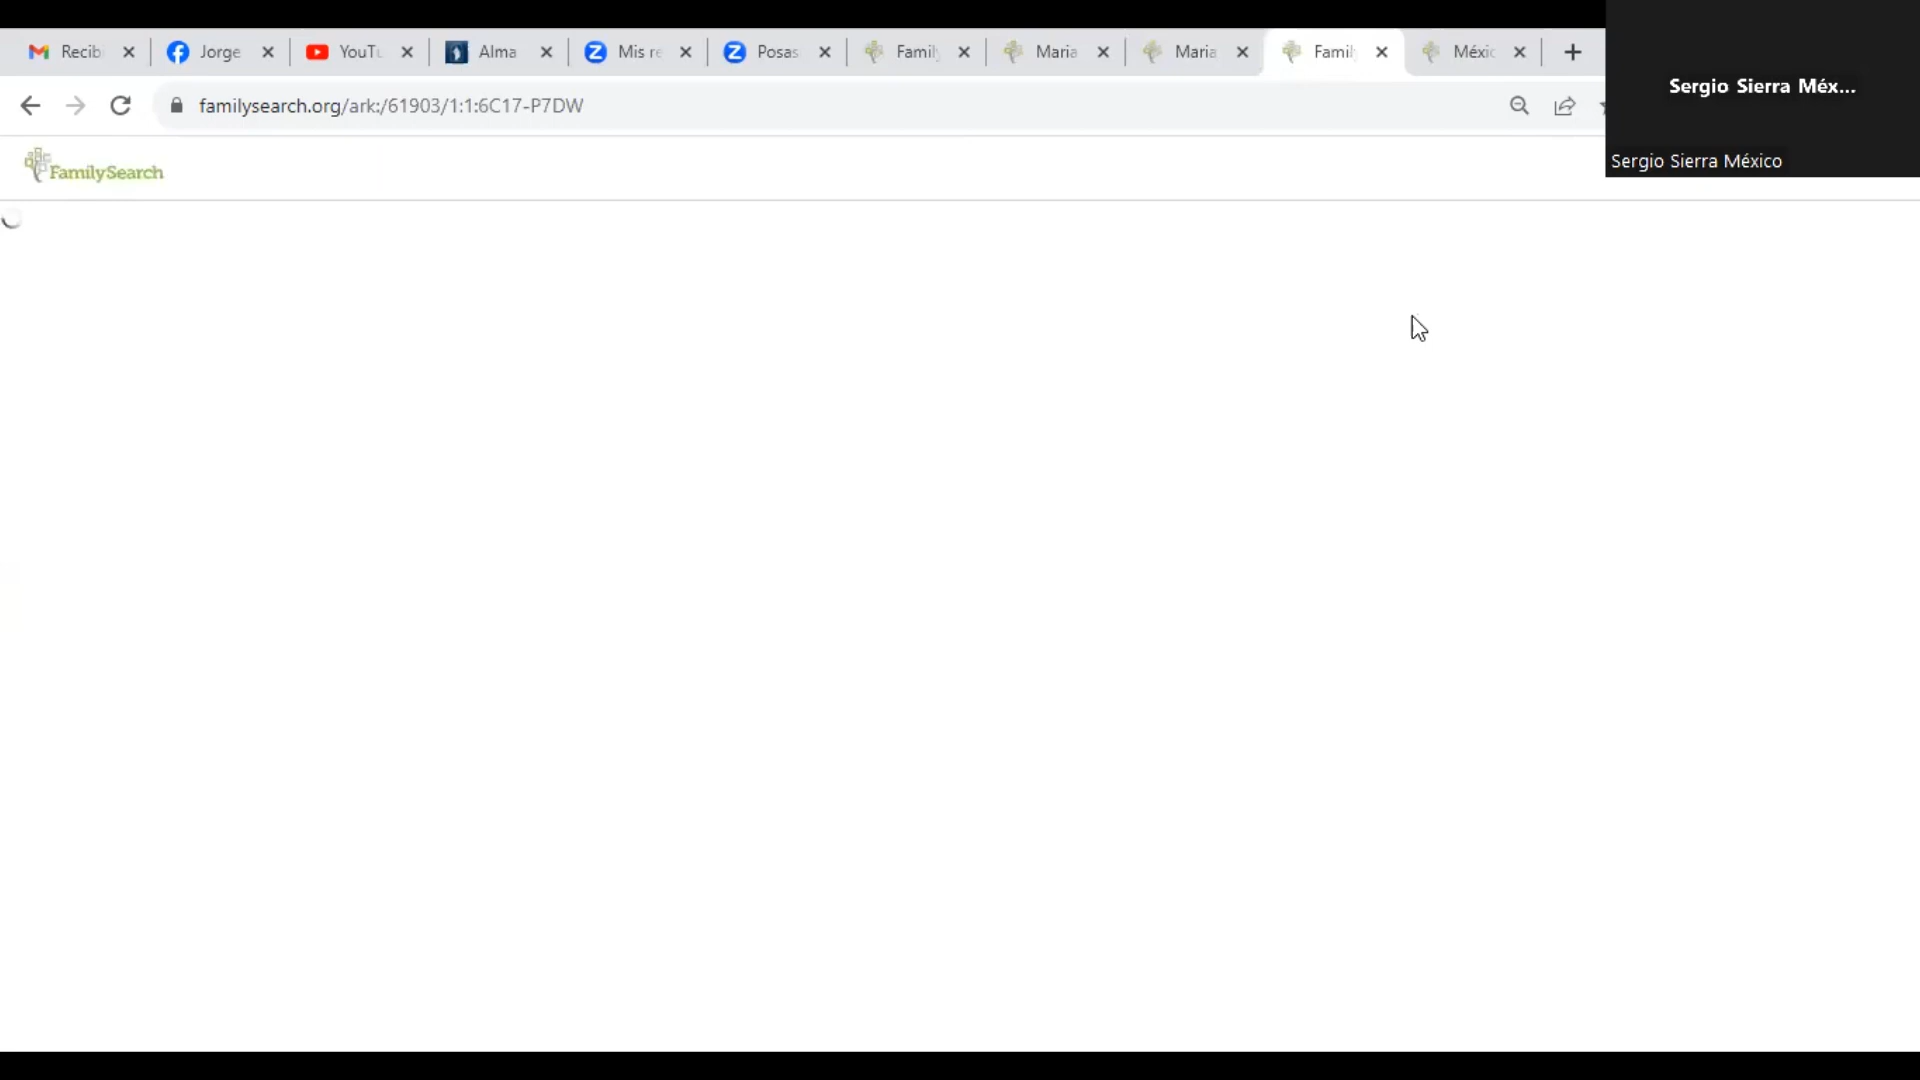 Recib
Jorge
YouTu
Alma
Mis re
Posas
Famil
Maria
Maria
Famil
Méxic
familysearch.org/ark:/61903/1:1:6C17-P7DW
FamilySearch
Sergio Sierra Méx...
Sergio Sierra México